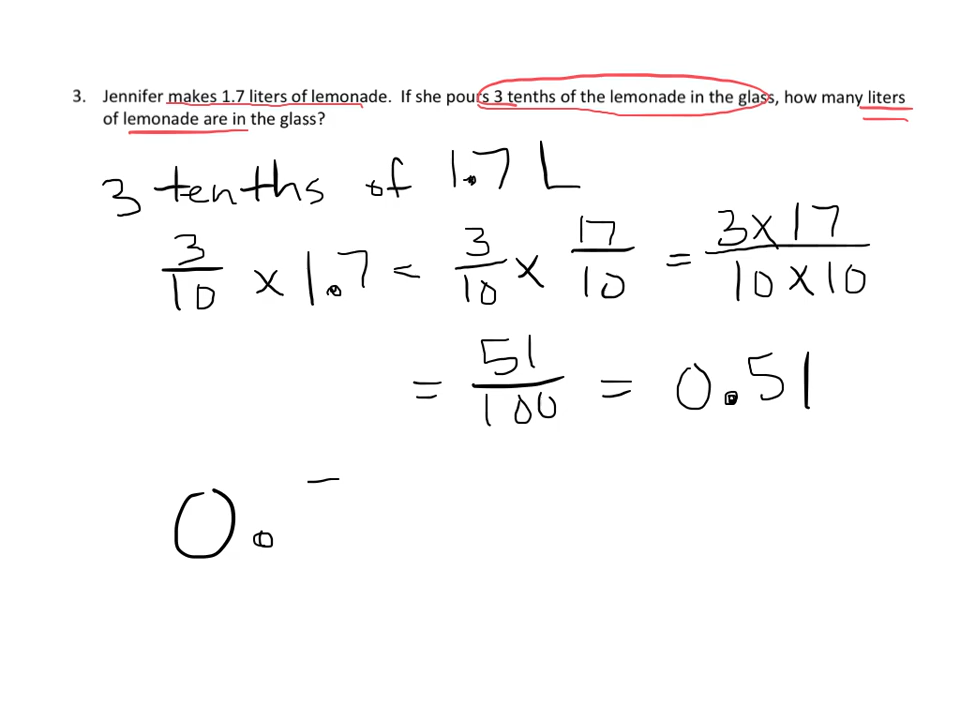 3. Jennifer makes 1.7 liters of lemonade. If she pours 3 tenths of the lemonade in the glass, how many liters
of lemonade are in the glass?
3 tenths of 1.7 L
3/10 x 1.7 = 3/10 x 17/10 = 3x17/10x10
= 51/100 = 0.51
0.